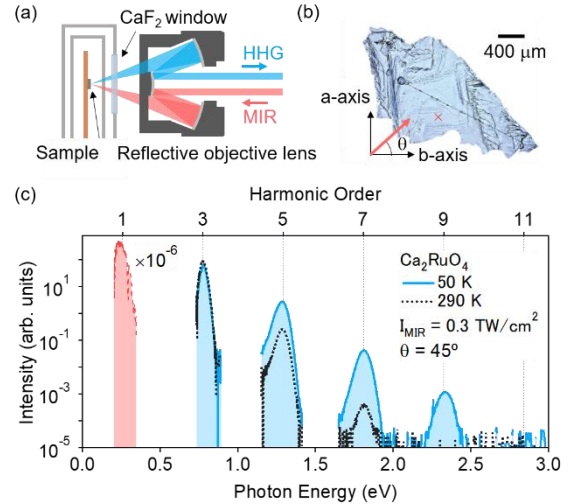 (a)
CaF₂ window
HHG
MIR
Sample
Reflective objective lens
(b)
400 μm
a-axis
θ
b-axis
(c)
Harmonic Order
1 3 5 7 9 11
×10⁻⁶
Ca₂RuO₄
50 K
290 K
I_MIR = 0.3 TW/cm²
θ = 45º
Intensity (arb. units)
10¹
10⁻¹
10⁻³
10⁻⁵
0.0 0.5 1.0 1.5 2.0 2.5 3.0
Photon Energy (eV)